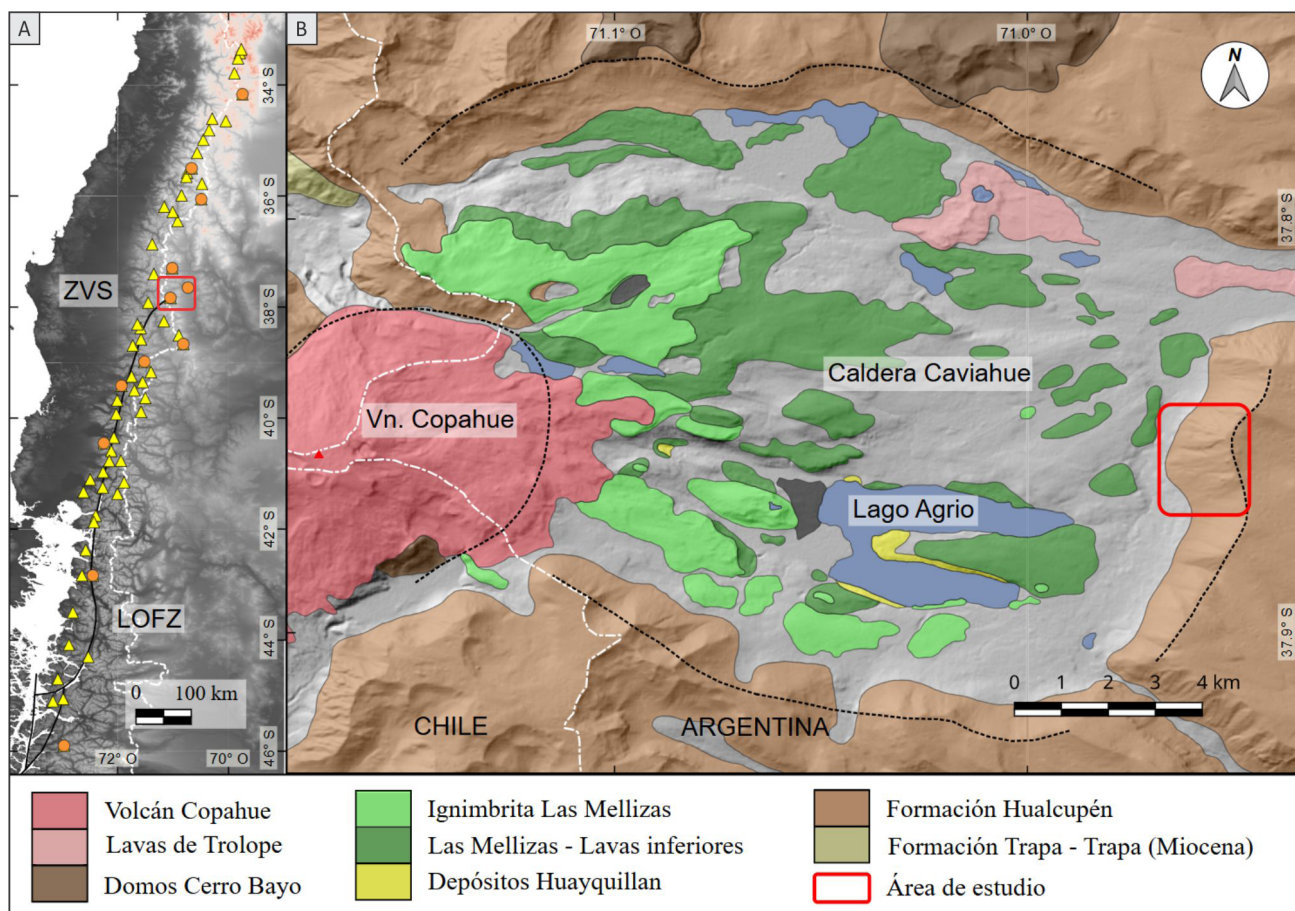 A
34° S
36° S
ZVS
38° S
40° S
42° S
LOFZ
44° S
0 100 km
72° O 70° O
46° S
B
71.1° O 71.0° O
N
37.8° S
Caldera Caviahue
Vn. Copahue
Lago Agrio
37.9° S
0 1 2 3 4 km
CHILE ARGENTINA
Volcán Copahue
Lavas de Trolope
Domos Cerro Bayo
Ignimbrita Las Mellizas
Las Mellizas - Lavas inferiores
Depósitos Huayquillan
Formación Hualcupén
Formación Trapa - Trapa (Miocena)
Área de estudio